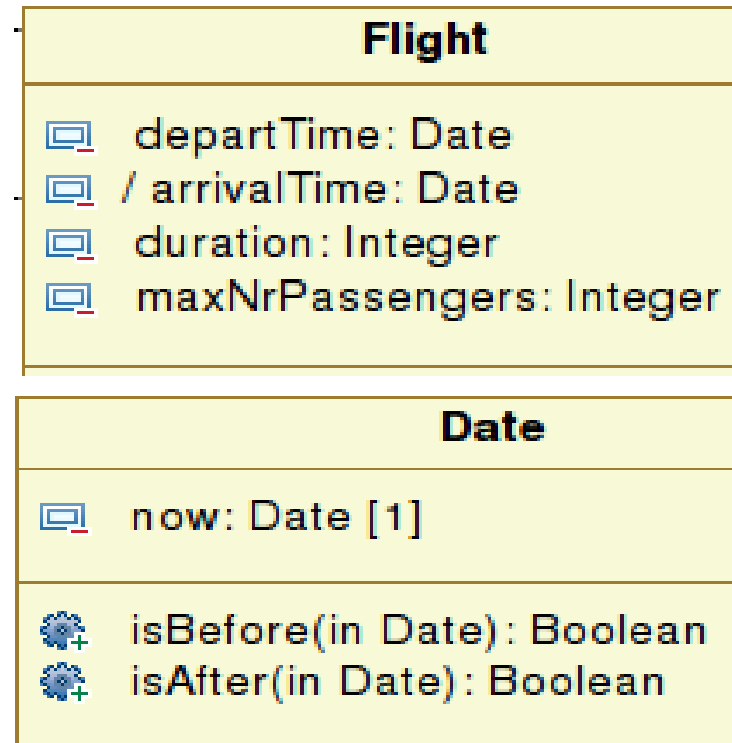 Flight
departTime: Date
/ arrivalTime: Date
duration: Integer
maxNrPassengers: Integer
Date
now: Date [1]
isBefore(in Date): Boolean
isAfter(in Date): Boolean